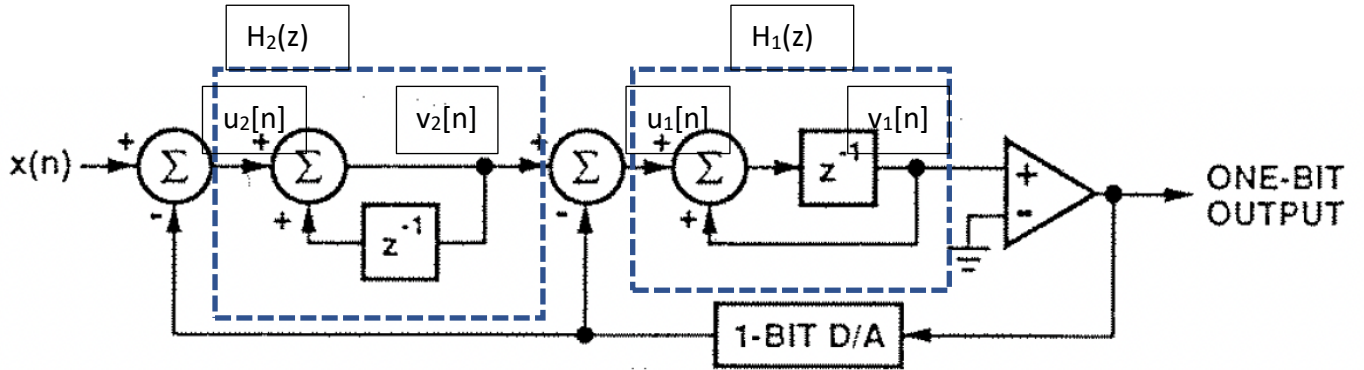 H₂(z)
H₁(z)
u₂[n]
v₂[n]
u₁[n]
v₁[n]
+
+
+
+
x(n)
Σ
Σ
Σ
Σ
z⁻¹
+
-
ONE-BIT
OUTPUT
-
+
-
+
z⁻¹
1-BIT D/A